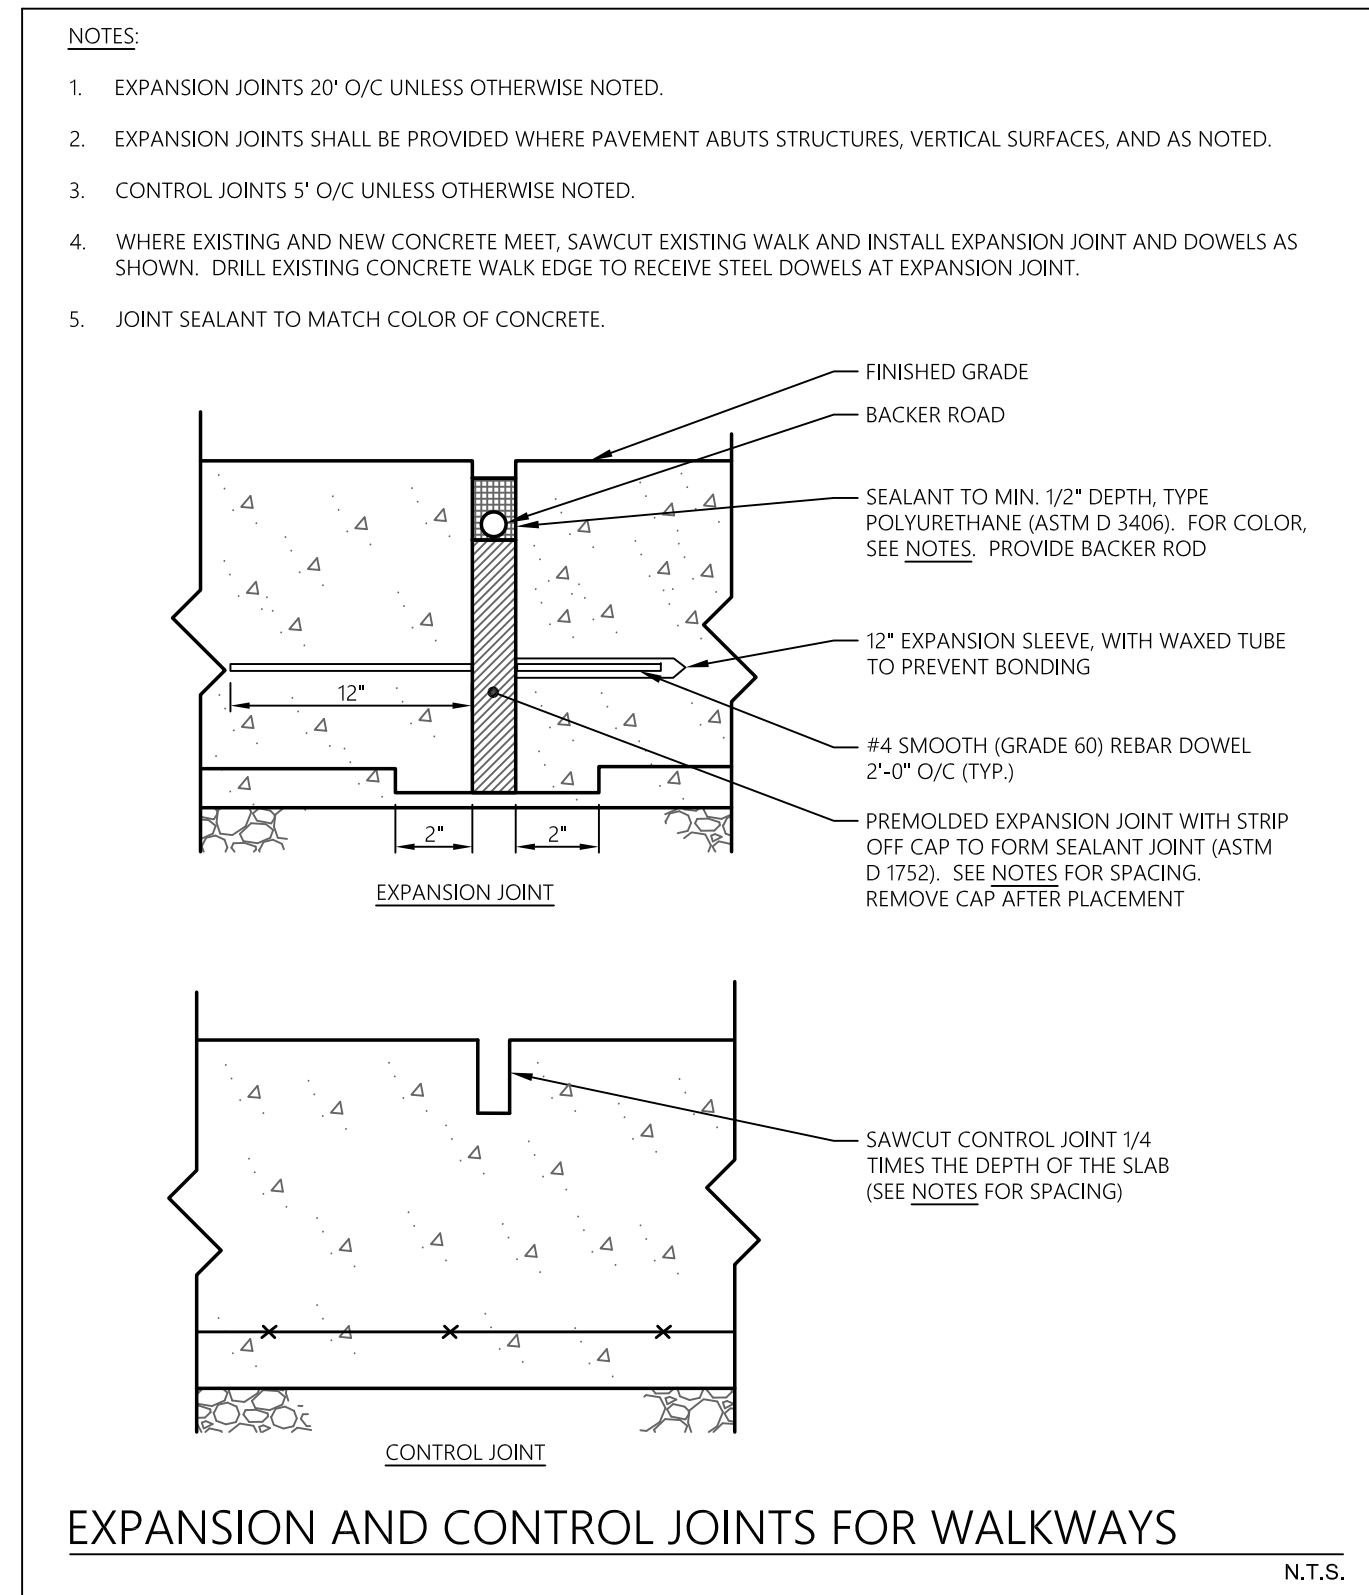 NOTES:
1. EXPANSION JOINTS 20' O/C UNLESS OTHERWISE NOTED.
2. EXPANSION JOINTS SHALL BE PROVIDED WHERE PAVEMENT ABUTS STRUCTURES, VERTICAL SURFACES, AND AS NOTED.
3. CONTROL JOINTS 5' O/C UNLESS OTHERWISE NOTED.
4. WHERE EXISTING AND NEW CONCRETE MEET, SAWCUT EXISTING WALK AND INSTALL EXPANSION JOINT AND DOWELS AS
SHOWN. DRILL EXISTING CONCRETE WALK EDGE TO RECEIVE STEEL DOWELS AT EXPANSION JOINT.
5. JOINT SEALANT TO MATCH COLOR OF CONCRETE.
FINISHED GRADE
BACKER ROAD
SEALANT TO MIN. 1/2" DEPTH, TYPE
POLYURETHANE (ASTM D 3406). FOR COLOR,
SEE NOTES. PROVIDE BACKER ROD
12" EXPANSION SLEEVE, WITH WAXED TUBE
TO PREVENT BONDING
12"
#4 SMOOTH (GRADE 60) REBAR DOWEL
2'-0" O/C (TYP.)
PREMOLDED EXPANSION JOINT WITH STRIP
OFF CAP TO FORM SEALANT JOINT (ASTM
D 1752). SEE NOTES FOR SPACING.
REMOVE CAP AFTER PLACEMENT
2"
2"
EXPANSION JOINT
SAWCUT CONTROL JOINT 1/4
TIMES THE DEPTH OF THE SLAB
(SEE NOTES FOR SPACING)
CONTROL JOINT
EXPANSION AND CONTROL JOINTS FOR WALKWAYS
N.T.S.